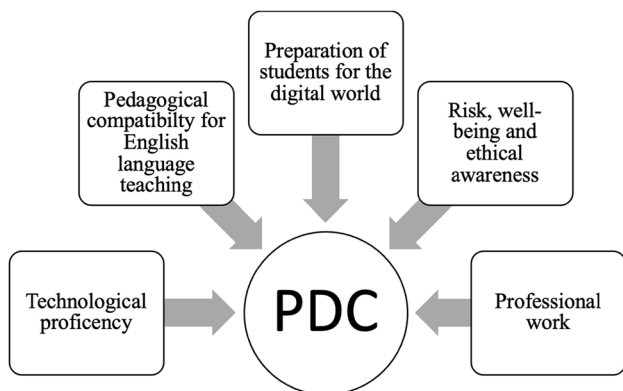 Preparation of
students for the
digital world
Pedagogical
compatibilty for
English
language
teaching
Risk, well-
being and
ethical
awareness
Technological
proficency
PDC
Professional
work